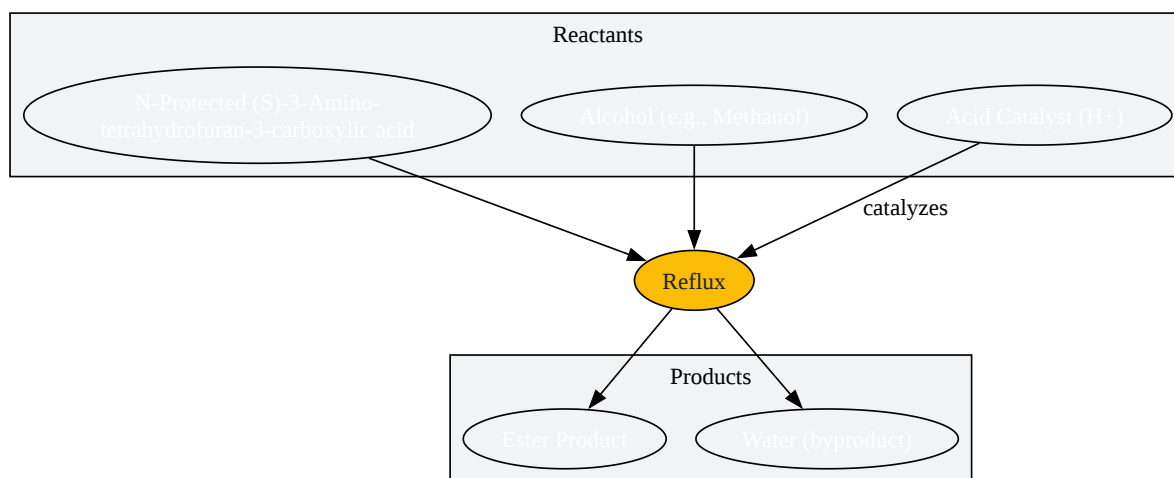 Reactants
N-Protected (S)-3-Amino-
tetrahydrofuran-3-carboxylic acid
Alcohol (e.g., Methanol)
Acid Catalyst (H+)
catalyzes
Reflux
Products
Ester Product
Water (byproduct)